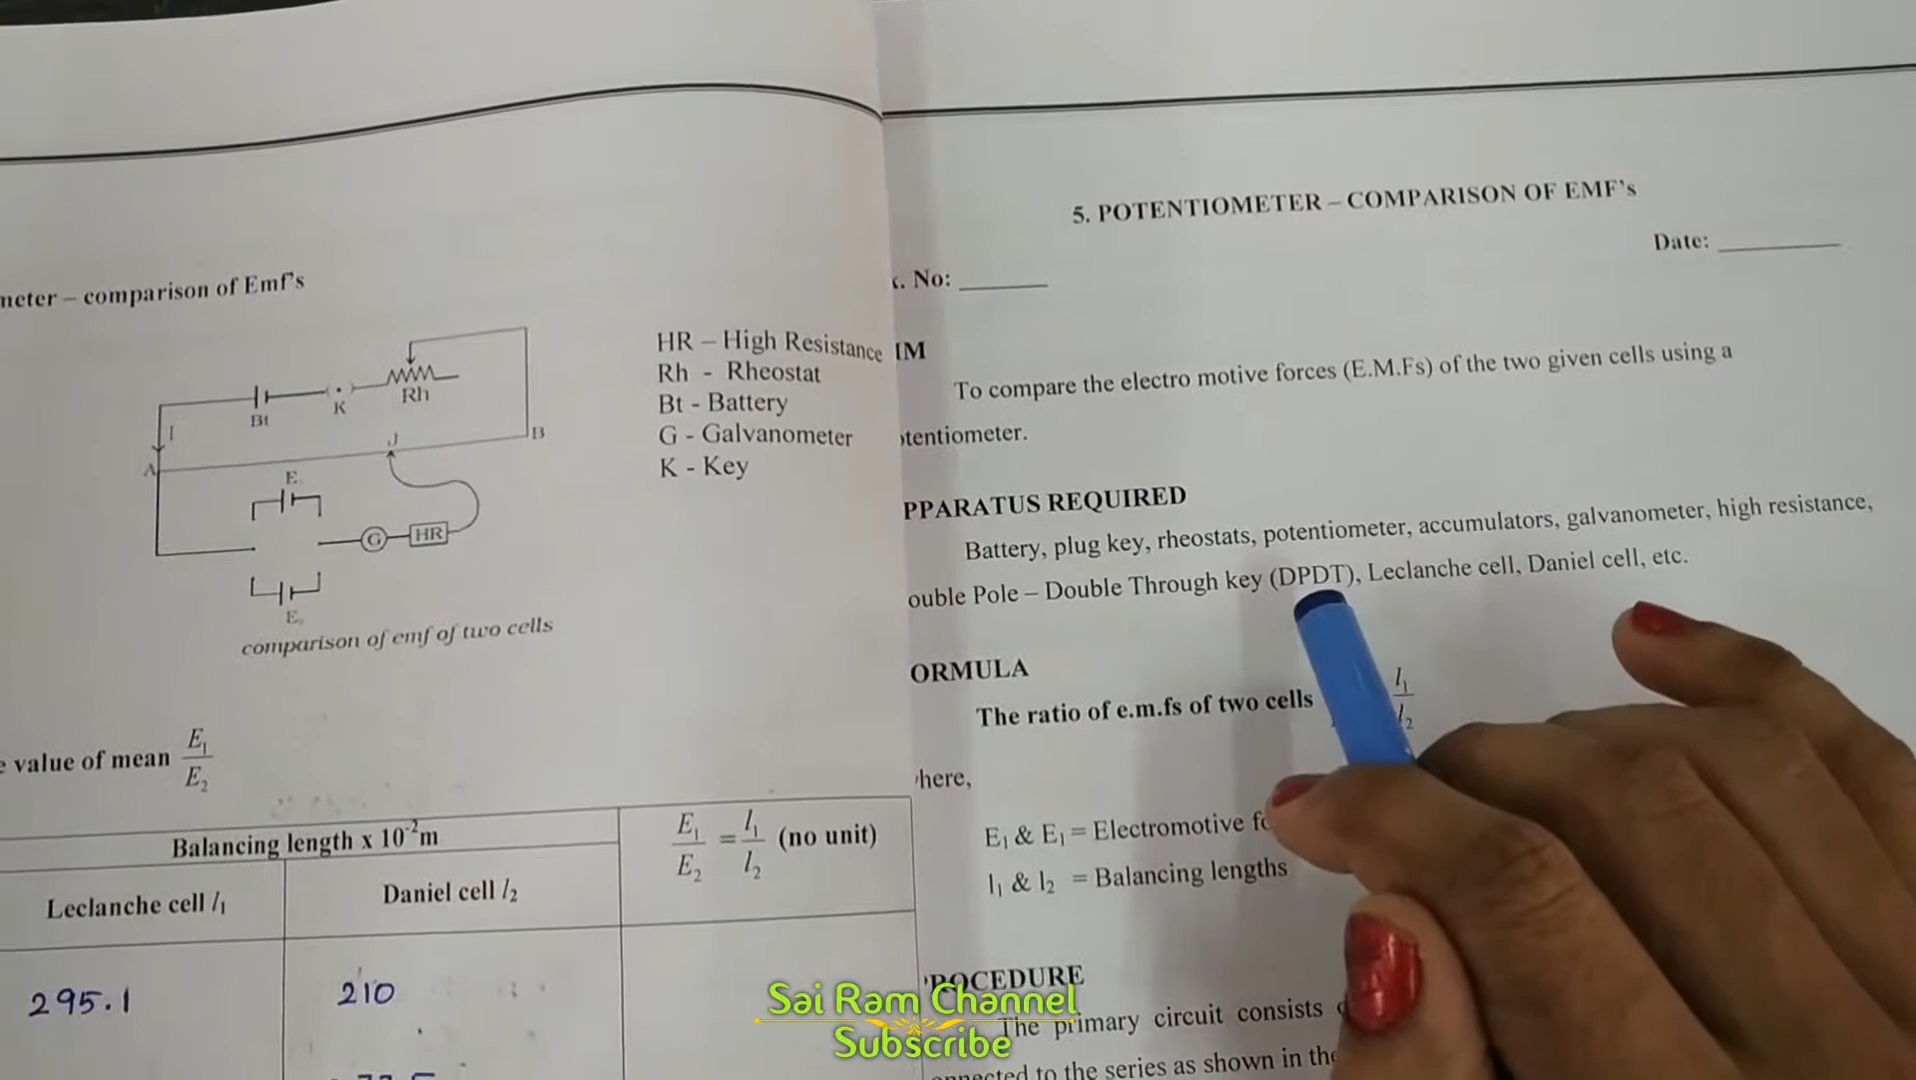 meter – comparison of Emf's
Bt
K
Rh
I
A
J
B
E
G
HR
E
comparison of emf of two cells
HR – High Resistance
Rh - Rheostat
Bt - Battery
G - Galvanometer
K - Key
value of mean E₁/E₂
Balancing length x 10⁻²m
E₁/E₂ = l₁/l₂ (no unit)
Leclanche cell l₁
Daniel cell l₂
295.1
210
5. POTENTIOMETER – COMPARISON OF EMF's
Date:
No:
IM
To compare the electro motive forces (E.M.Fs) of the two given cells using a
otentiometer.
PPARATUS REQUIRED
Battery, plug key, rheostats, potentiometer, accumulators, galvanometer, high resistance,
ouble Pole – Double Through key (DPDT), Leclanche cell, Daniel cell, etc.
ORMULA
The ratio of e.m.fs of two cells l₁/l₂
here,
E₁ & E₁ = Electromotive fo
l₁ & l₂ = Balancing lengths
ROCEDURE
The primary circuit consists
nnected to the series as shown in the
Sai Ram Channel
Subscribe